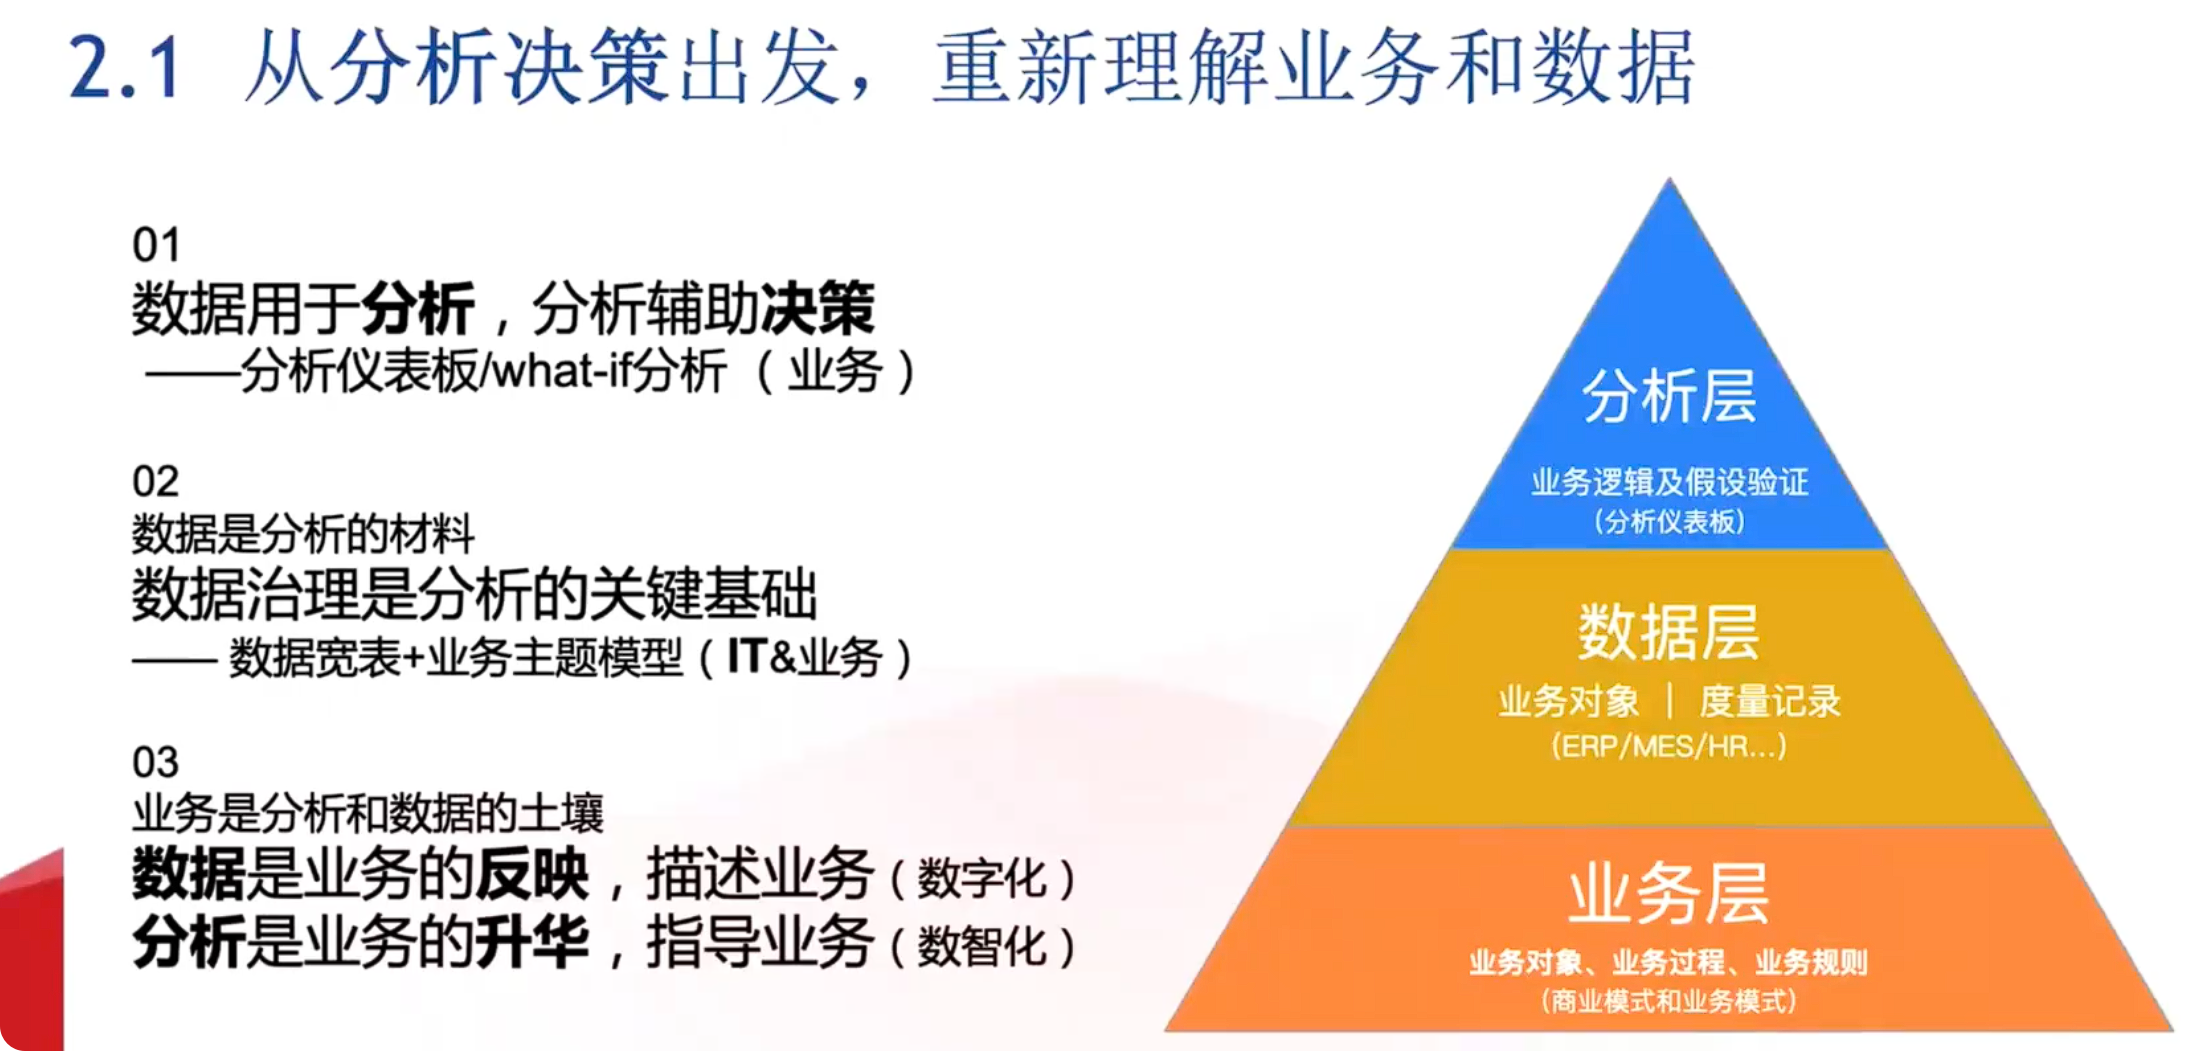 2.1 从分析决策出发，重新理解业务和数据
01
数据用于分析，分析辅助决策
——分析仪表板/what-if分析（业务）
02
数据是分析的材料
数据治理是分析的关键基础
—— 数据宽表+业务主题模型（IT&业务）
03
业务是分析和数据的土壤
数据是业务的反映，描述业务（数字化）
分析是业务的升华，指导业务（数智化）
分析层
业务逻辑及假设验证
（分析仪表板）
数据层
业务对象 | 度量记录
（ERP/MES/HR...）
业务层
业务对象、业务过程、业务规则
（商业模式和业务模式）